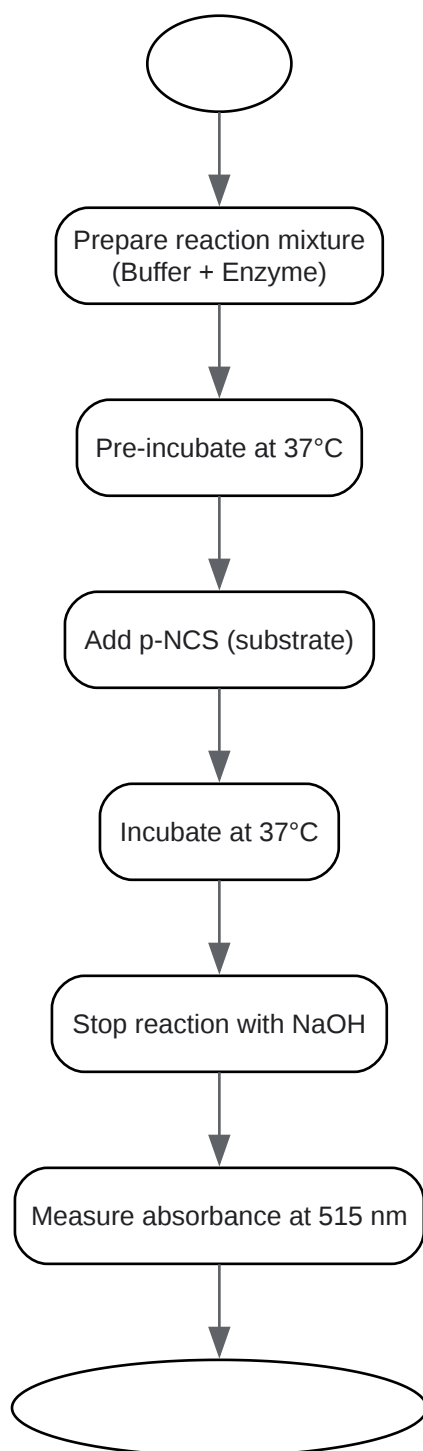 Prepare reaction mixture
(Buffer + Enzyme)
Pre-incubate at 37°C
Add p-NCS (substrate)
Incubate at 37°C
Stop reaction with NaOH
Measure absorbance at 515 nm